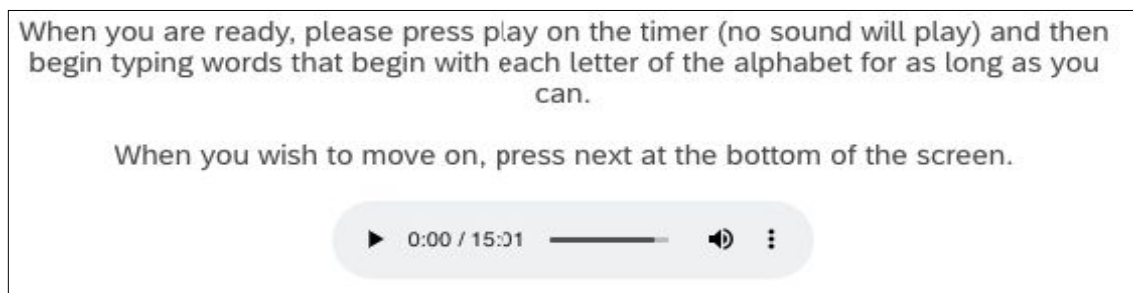 When you are ready, please press play on the timer (no sound will play) and then
begin typing words that begin with each letter of the alphabet for as long as you
can.
When you wish to move on, press next at the bottom of the screen.
0:00 / 15:01